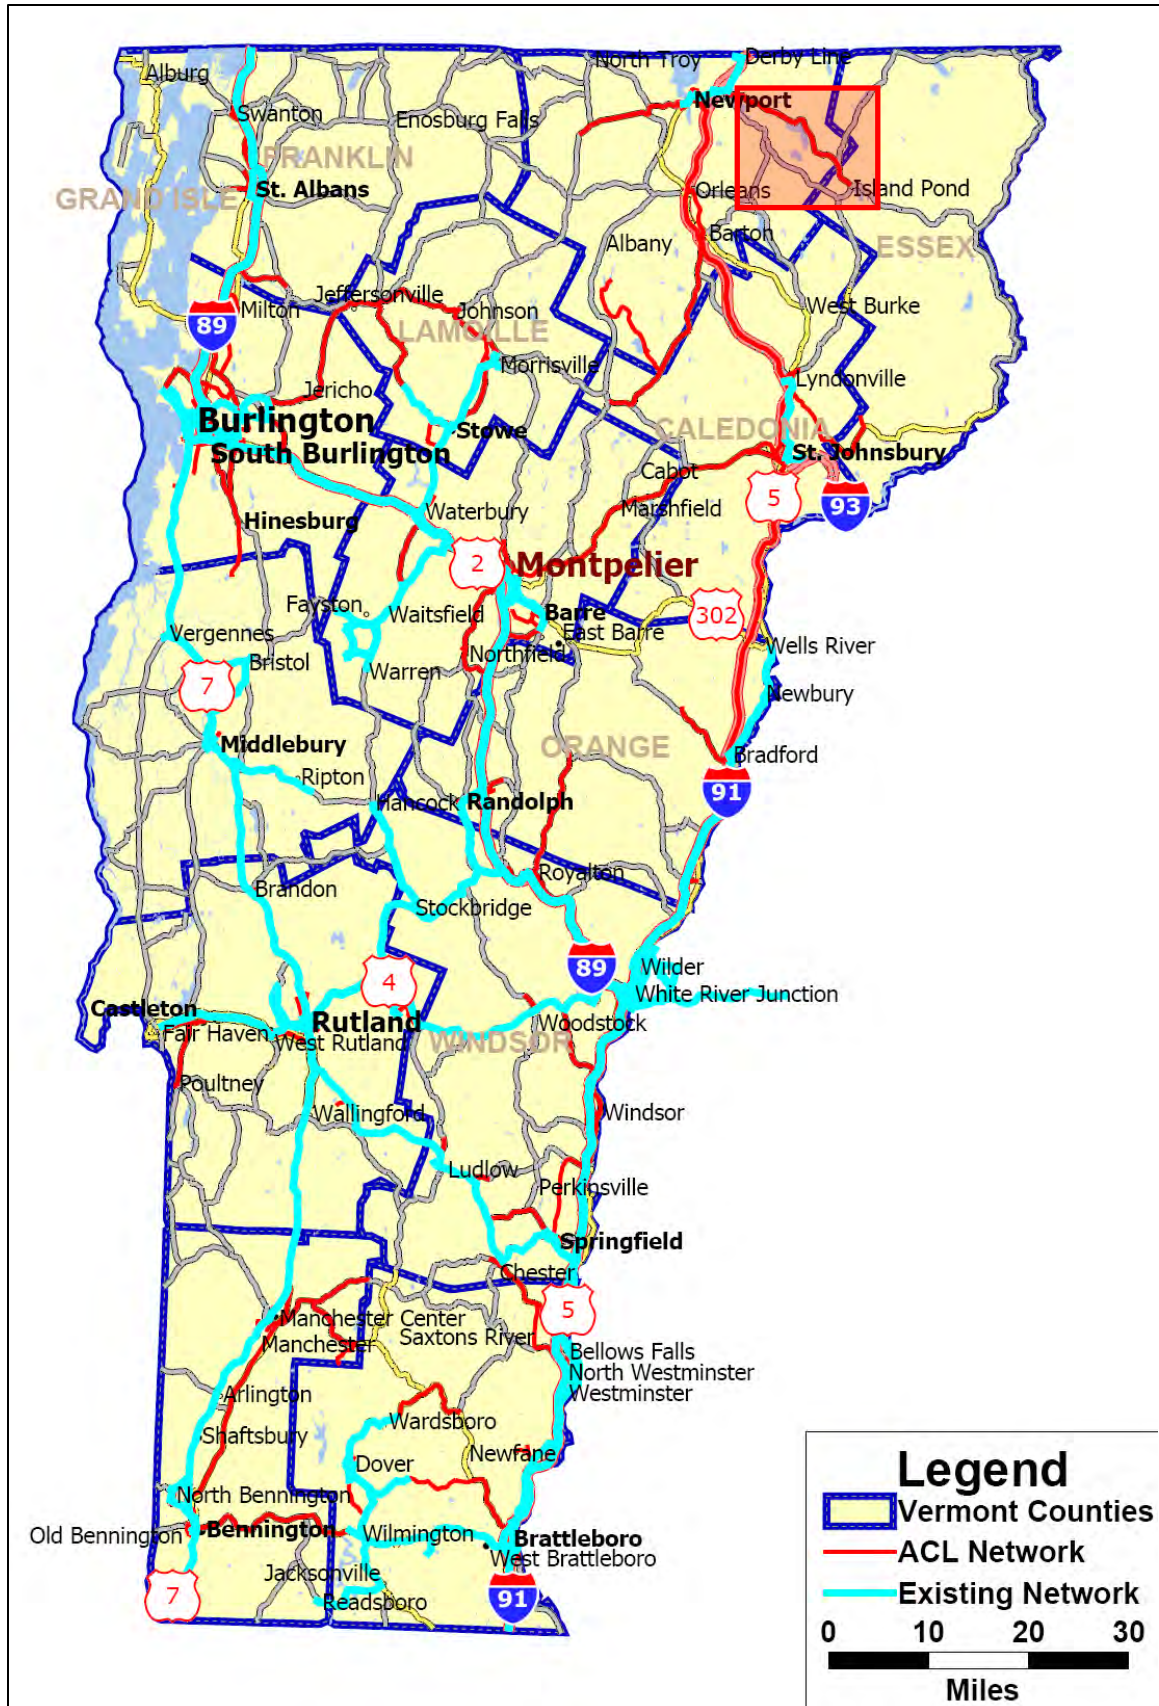 Alburg
North Troy
Derby Line
Newport
Swanton
Enosburg Falls
FRANKLIN
GRAND ISLE
St. Albans
Orleans
Island Pond
Barton
Albany
ESSEX
Jeffersonville
Milton
Johnson
West Burke
89
LAMOILLE
Morrisville
Jericho
Lyndonville
Burlington
Stowe
CALEDONIA
South Burlington
St. Johnsbury
Cabot
5
93
Marshfield
Waterbury
Hinesburg
2
Montpelier
Fayston
Waitsfield
Barre
302
East Barre
Vergennes
Wells River
Bristol
Northfield
Warren
7
Newbury
Middlebury
ORANGE
Bradford
Ripton
91
Hancock
Randolph
Royalton
Brandon
Stockbridge
89
Wilder
4
White River Junction
Castleton
Rutland
Woodstock
Fair Haven
West Rutland
WINDSOR
Poultney
Wallingford
Windsor
Ludlow
Perkinsville
Springfield
Chester
5
Manchester Center
Saxtons River
Manchester
Bellows Falls
North Westminster
Westminster
Arlington
Wardsboro
Shaftsbury
Newfane
Dover
North Bennington
Old Bennington
Bennington
Wilmington
Brattleboro
West Brattleboro
Jacksonville
7
Readsboro
91
Legend
Vermont Counties
ACL Network
Existing Network
0 10 20 30
Miles